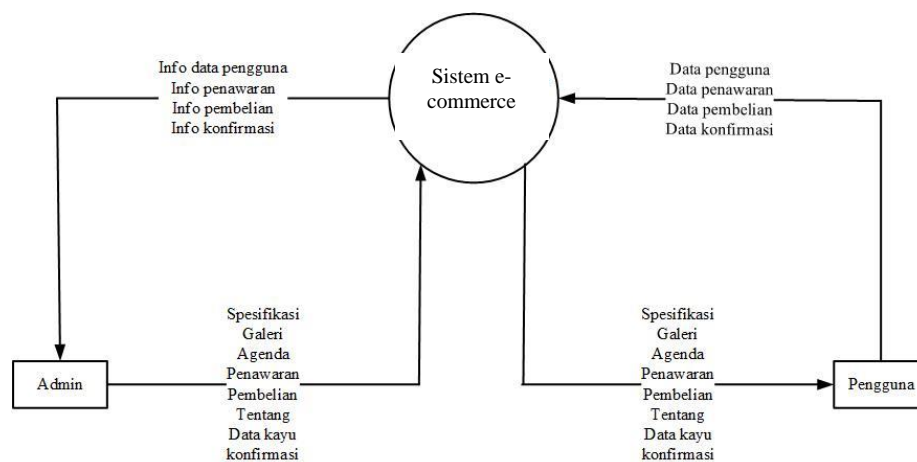 Info data pengguna
Info penawaran
Info pembelian
Info konfirmasi
Sistem e-
commerce
Data pengguna
Data penawaran
Data pembelian
Data konfirmasi
Admin
Spesifikasi
Galeri
Agenda
Penawaran
Pembelian
Tentang
Data kayu
konfirmasi
Spesifikasi
Galeri
Agenda
Penawaran
Pembelian
Tentang
Data kayu
konfirmasi
Pengguna